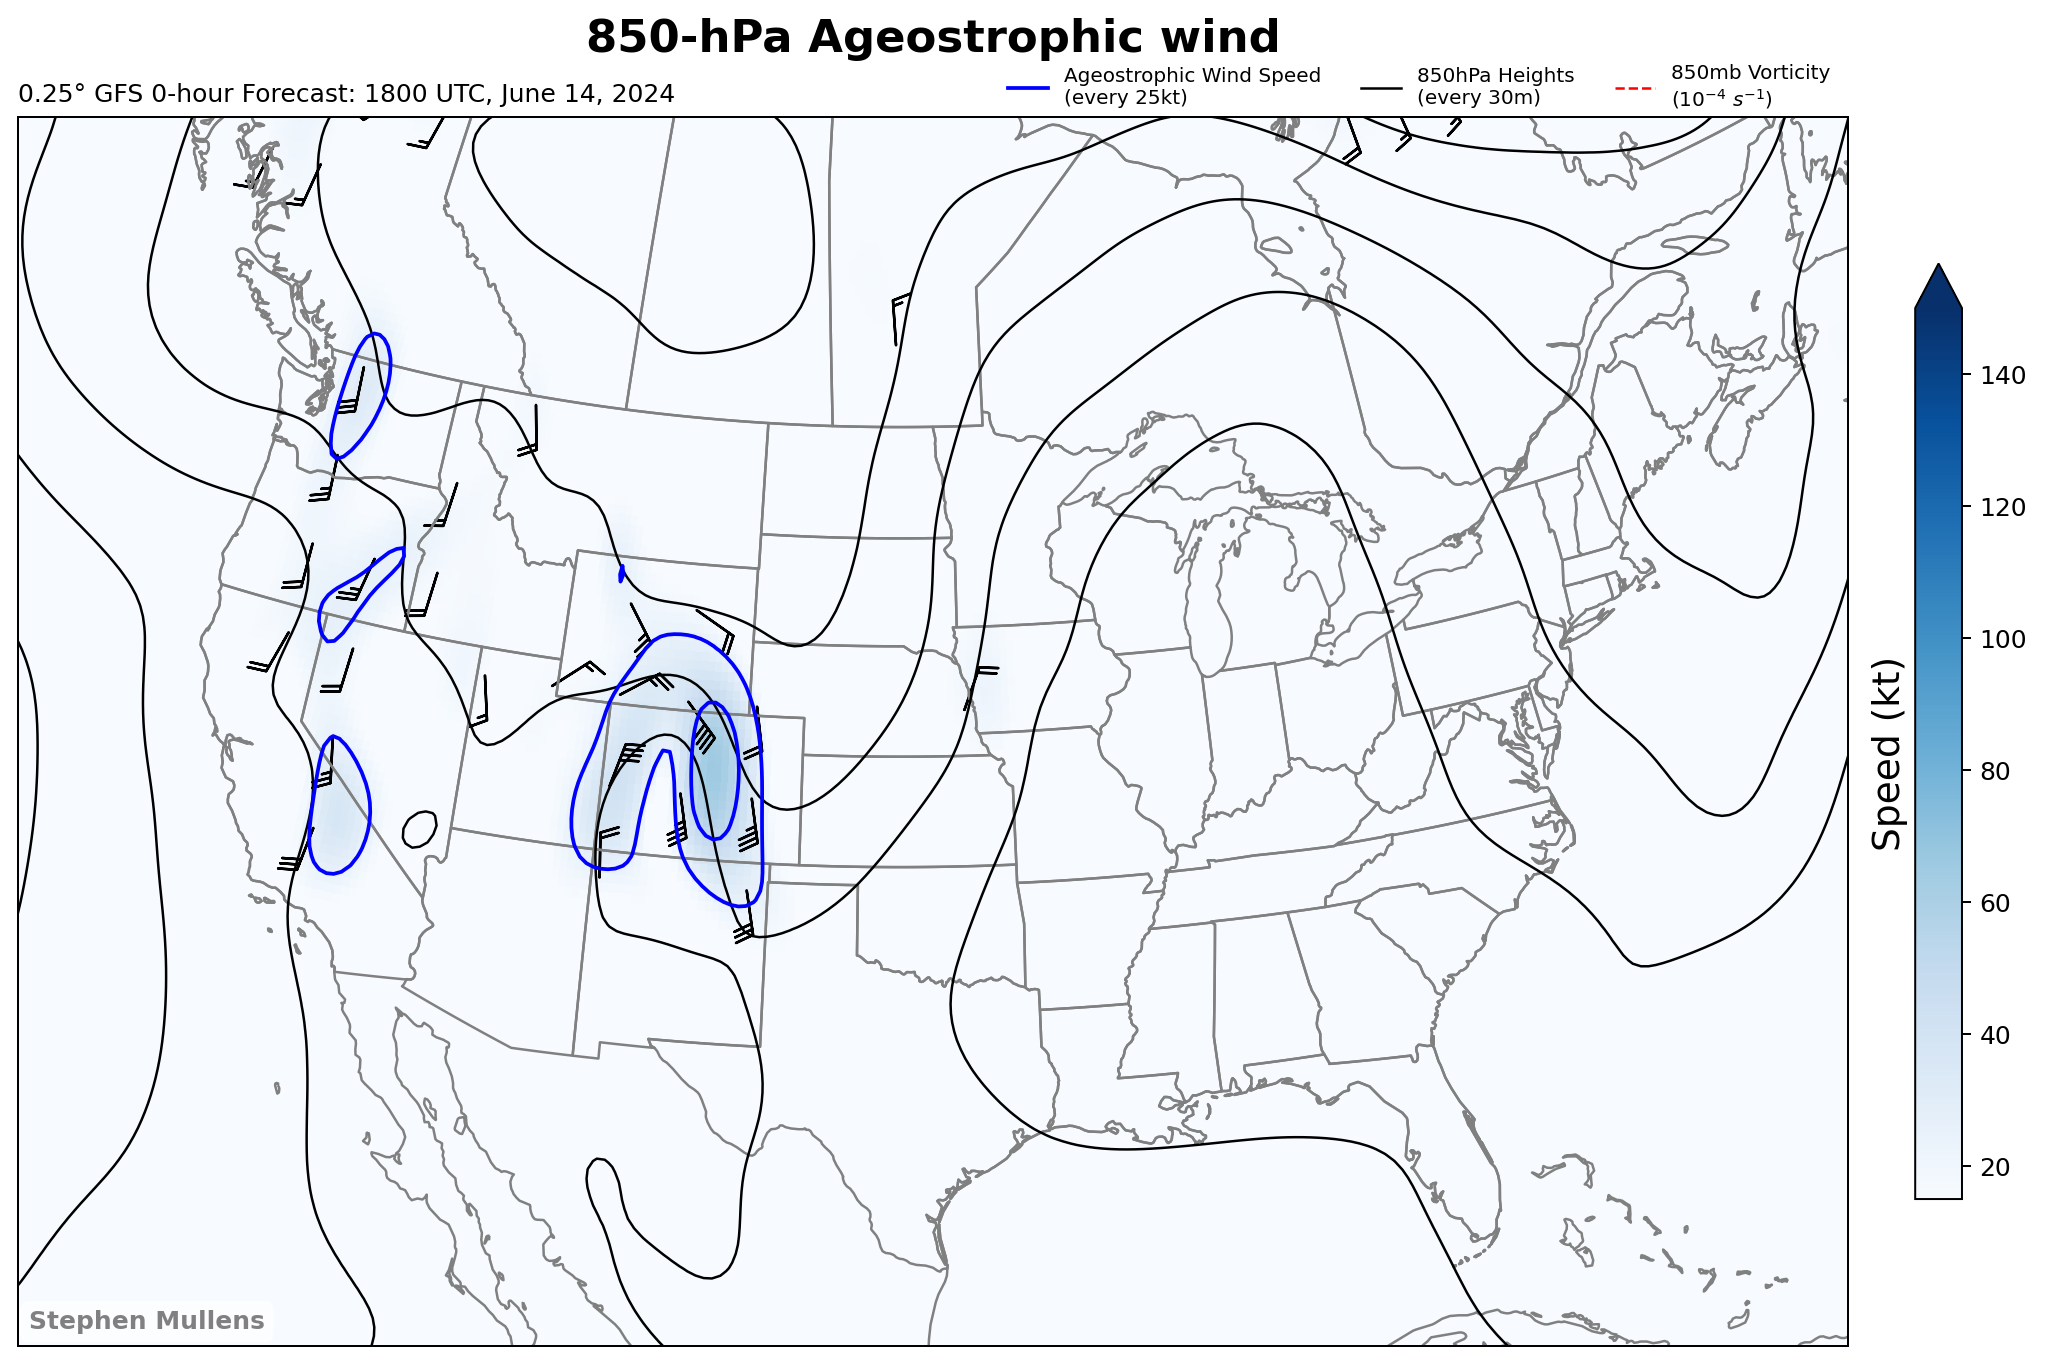 850-hPa Ageostrophic wind
0.25° GFS 0-hour Forecast: 1800 UTC, June 14, 2024
Ageostrophic Wind Speed
(every 25kt)
850hPa Heights
(every 30m)
850mb Vorticity
(10⁻⁴ s⁻¹)
140
120
100
80
60
40
20
Speed (kt)
Stephen Mullens